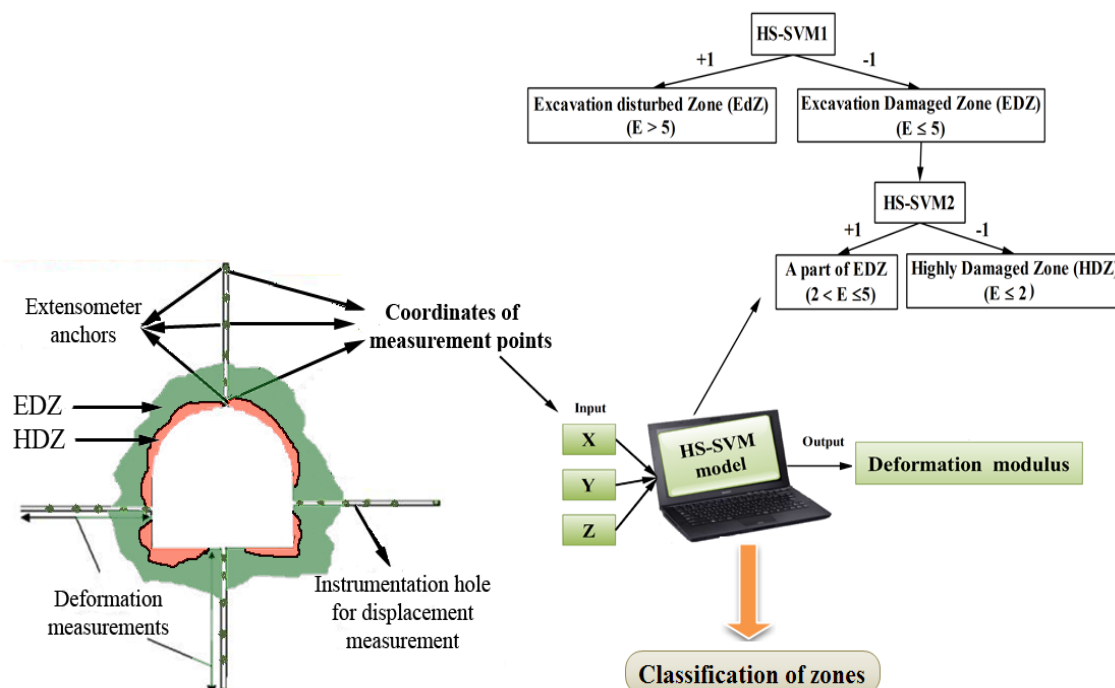 HS-SVM1
+1
-1
Excavation disturbed Zone (EdZ)
(E > 5)
Excavation Damaged Zone (EDZ)
(E ≤ 5)
HS-SVM2
+1
-1
A part of EDZ
(2 < E ≤5)
Highly Damaged Zone (HDZ)
(E ≤ 2)
Extensometer
anchors
Coordinates of
measurement points
EDZ
HDZ
Input
X
Y
Z
HS-SVM
model
Output
Deformation modulus
Deformation
measurements
Instrumentation hole
for displacement
measurement
Classification of zones